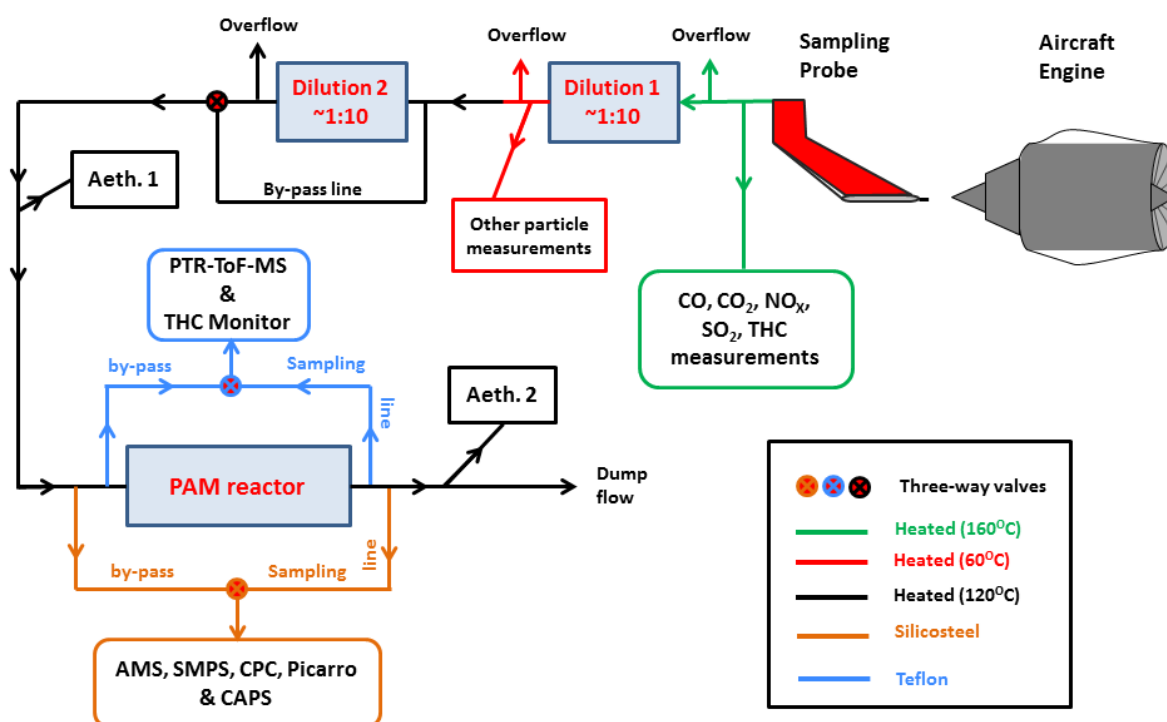 Overflow
Overflow
Overflow
Sampling
Probe
Aircraft
Engine
Dilution 2
~1:10
Dilution 1
~1:10
Aeth. 1
By-pass line
Other particle
measurements
PTR-ToF-MS
&
THC Monitor
CO, CO₂, NOₓ,
SO₂, THC
measurements
by-pass
Sampling
line
Aeth. 2
PAM reactor
Dump
flow
by-pass
Sampling
line
AMS, SMPS, CPC, Picarro
& CAPS
Three-way valves
Heated (160⁰C)
Heated (60⁰C)
Heated (120⁰C)
Silicosteel
Teflon